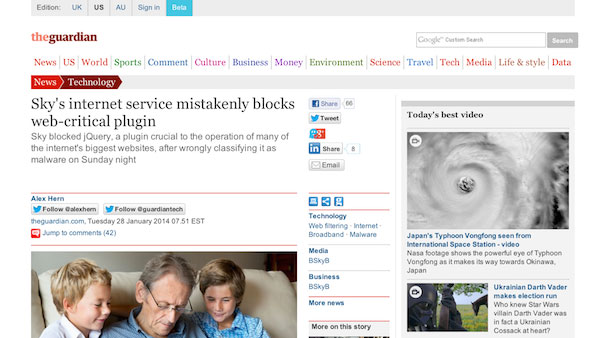 Edition: UK US AU Sign in Beta
theguardian
Google Custom Search Search
News US World Sports Comment Culture Business Money Environment Science Travel Tech Media Life & style Data
News Technology
Sky's internet service mistakenly blocks
web-critical plugin
Sky blocked jQuery, a plugin crucial to the operation of many of
the internet's biggest websites, after wrongly classifying it as
malware on Sunday night
Share 66
Tweet
g+1
in Share 8
Email
Alex Hern
Follow @alexhern Follow @guardiantech
theguardian.com, Tuesday 28 January 2014 07.51 EST
Jump to comments (42)
Technology
Web filtering · Internet ·
Broadband · Malware
Media
BSkyB
Business
BSkyB
More news
More on this story
Today's best video
Japan's Typhoon Vongfong seen from
International Space Station - video
Nasa footage shows the powerful eye of Typhoon
Vongfong as it makes its way towards Okinawa,
Japan
Ukrainian Darth Vader
makes election run
Who knew Star Wars
villain Darth Vader was
in fact a Ukrainian
Cossack at heart?